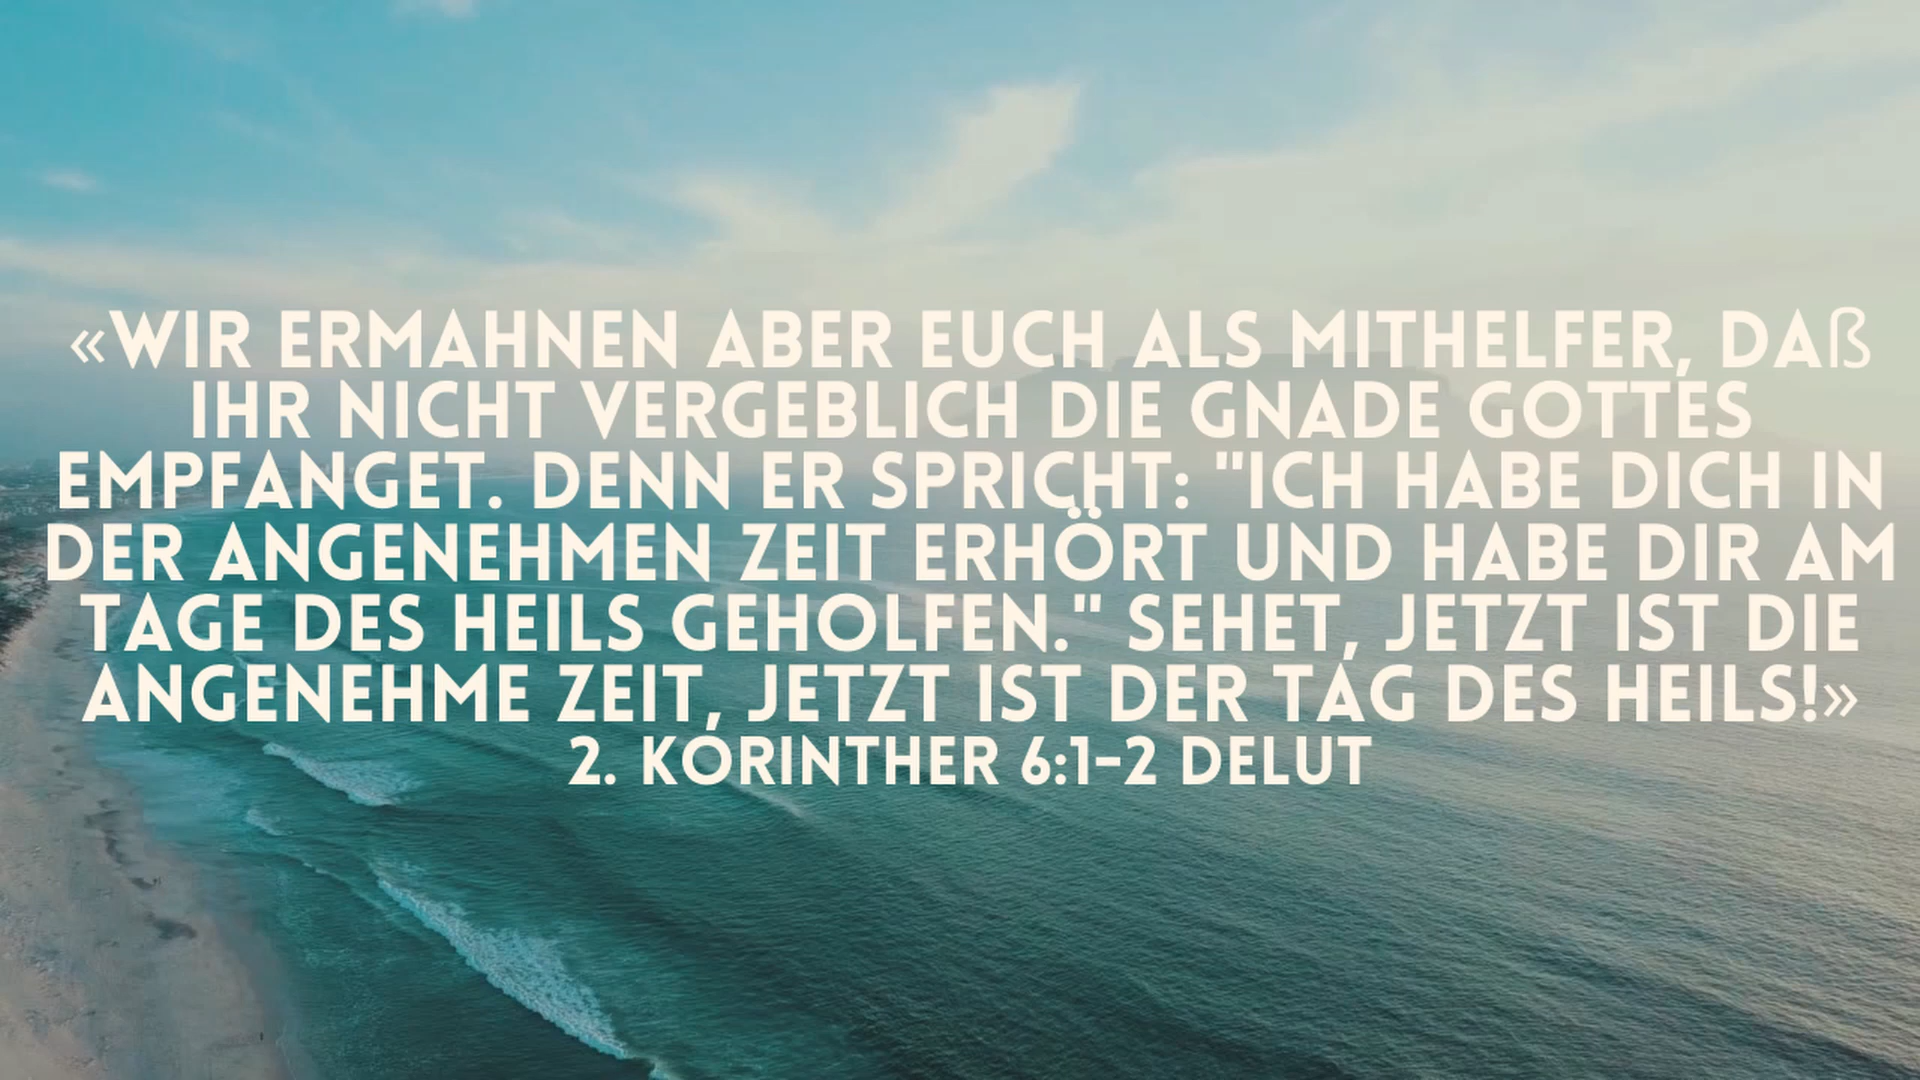 «WIR ERMAHNEN ABER EUCH ALS MITHELFER, DAß
IHR NICHT VERGEBLICH DIE GNADE GOTTES
EMPFANGET. DENN ER SPRICHT: "ICH HABE DICH IN
DER ANGENEHMEN ZEIT ERHÖRT UND HABE DIR AM
TAGE DES HEILS GEHOLFEN." SEHET, JETZT IST DIE
ANGENEHME ZEIT, JETZT IST DER TAG DES HEILS!»
2. KORINTHER 6:1-2 DELUT